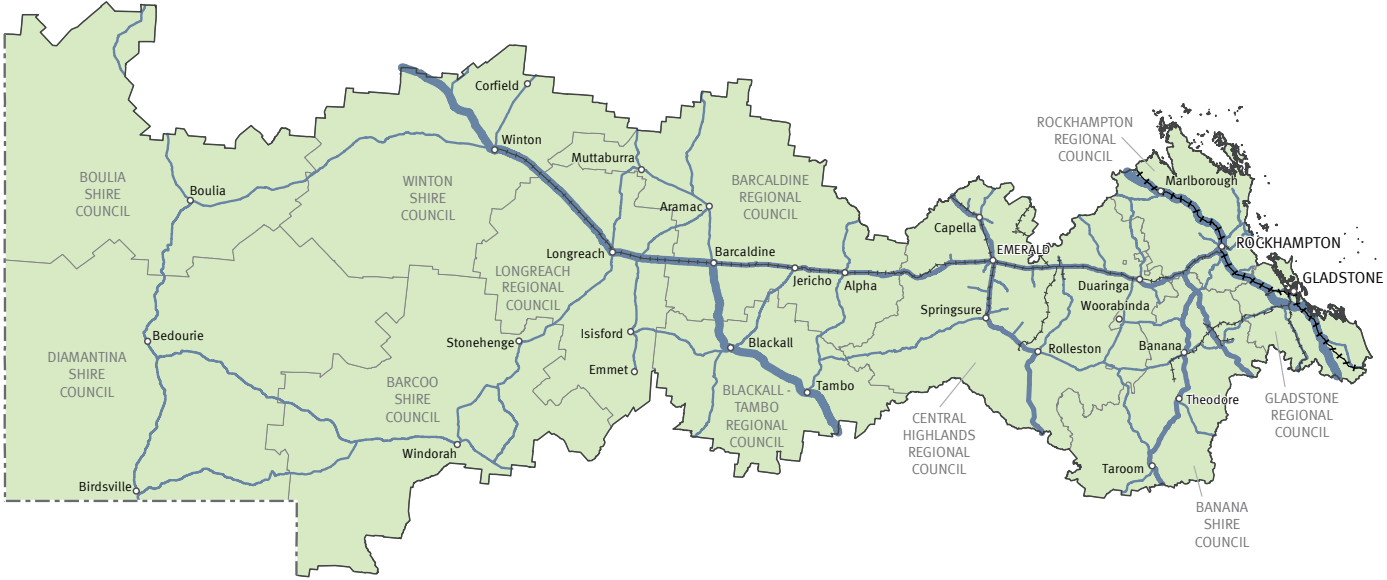 Corfield
ROCKHAMPTON
REGIONAL
COUNCIL
Winton
Muttaburra
BOULIA
SHIRE
COUNCIL
Boulia
WINTON
SHIRE
COUNCIL
BARCALDINE
REGIONAL
COUNCIL
Marlborough
Aramac
Capella
Longreach
Barcaldine
EMERALD
ROCKHAMPTON
LONGREACH
REGIONAL
COUNCIL
Jericho
Alpha
Duaringa
GLADSTONE
Woorabinda
Springsure
Bedourie
Isisford
Stonehenge
Blackall
Rolleston
Banana
DIAMANTINA
SHIRE
COUNCIL
Emmet
BARCOO
SHIRE
COUNCIL
BLACKALL -
TAMBO
REGIONAL
COUNCIL
Tambo
Theodore
GLADSTONE
REGIONAL
COUNCIL
CENTRAL
HIGHLANDS
REGIONAL
COUNCIL
Windorah
Taroom
Birdsville
BANANA
SHIRE
COUNCIL